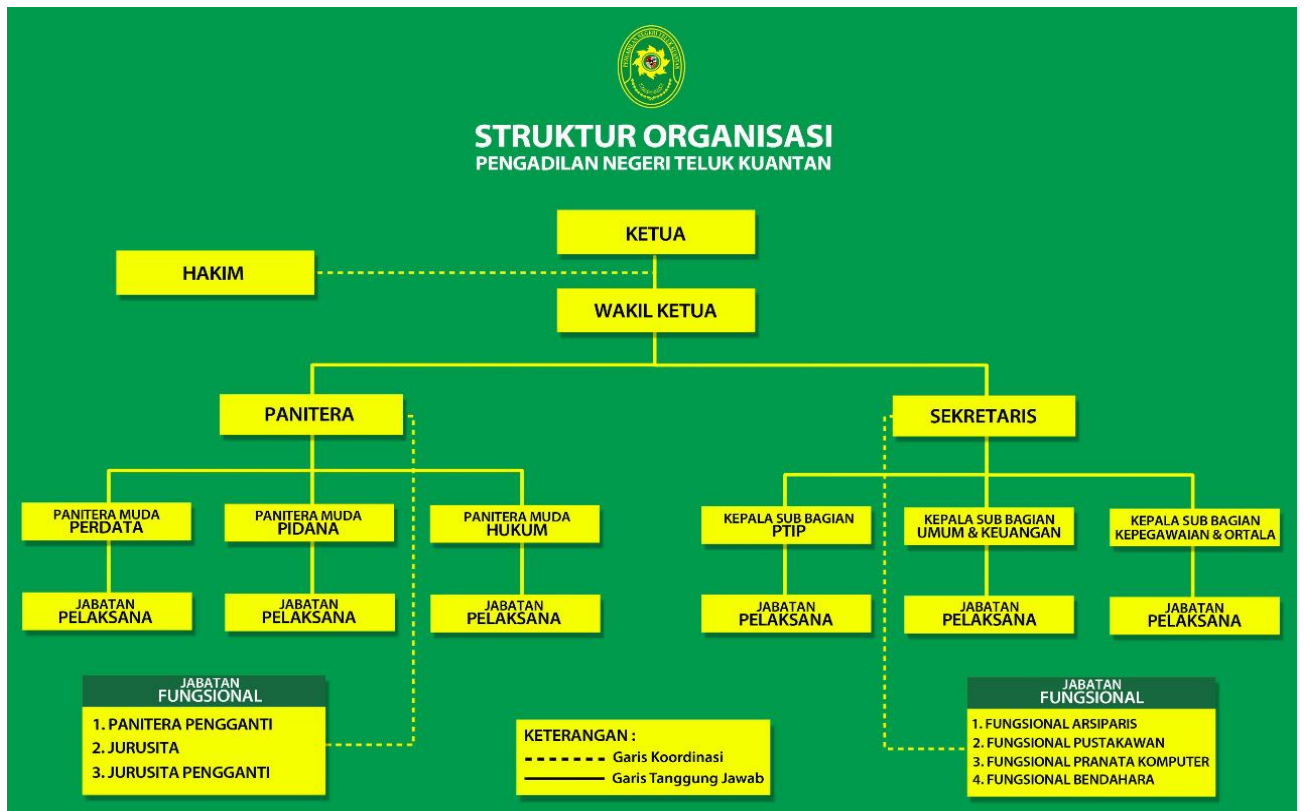 PENGADILAN NEGERI TELUK KUANTAN
STRUKTUR ORGANISASI
PENGADILAN NEGERI TELUK KUANTAN
KETUA
HAKIM
WAKIL KETUA
PANITERA
SEKRETARIS
PANITERA MUDA
PERDATA
PANITERA MUDA
PIDANA
PANITERA MUDA
HUKUM
KEPALA SUB BAGIAN
PTIP
KEPALA SUB BAGIAN
UMUM & KEUANGAN
KEPALA SUB BAGIAN
KEPEGAWAIAN & ORTALA
JABATAN
PELAKSANA
JABATAN
PELAKSANA
JABATAN
PELAKSANA
JABATAN
PELAKSANA
JABATAN
PELAKSANA
JABATAN
PELAKSANA
JABATAN
FUNGSIONAL
1. PANITERA PENGGANTI
2. JURUSITA
3. JURUSITA PENGGANTI
KETERANGAN :
Garis Koordinasi
Garis Tanggung Jawab
JABATAN
FUNGSIONAL
1. FUNGSIONAL ARSIPARIS
2. FUNGSIONAL PUSTAKAWAN
3. FUNGSIONAL PRANATA KOMPUTER
4. FUNGSIONAL BENDAHARA